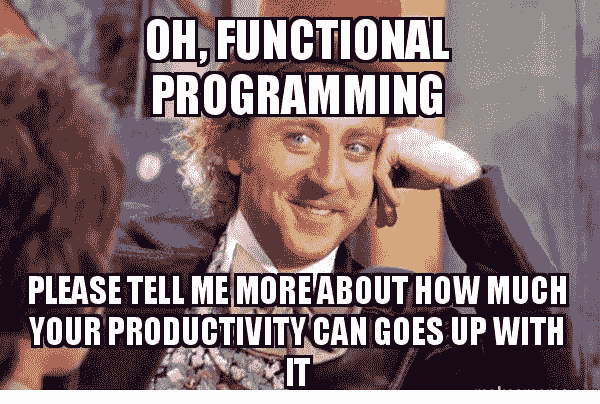 OH, FUNCTIONAL
PROGRAMMING
PLEASE TELL ME MORE ABOUT HOW MUCH
YOUR PRODUCTIVITY CAN GOES UP WITH
IT